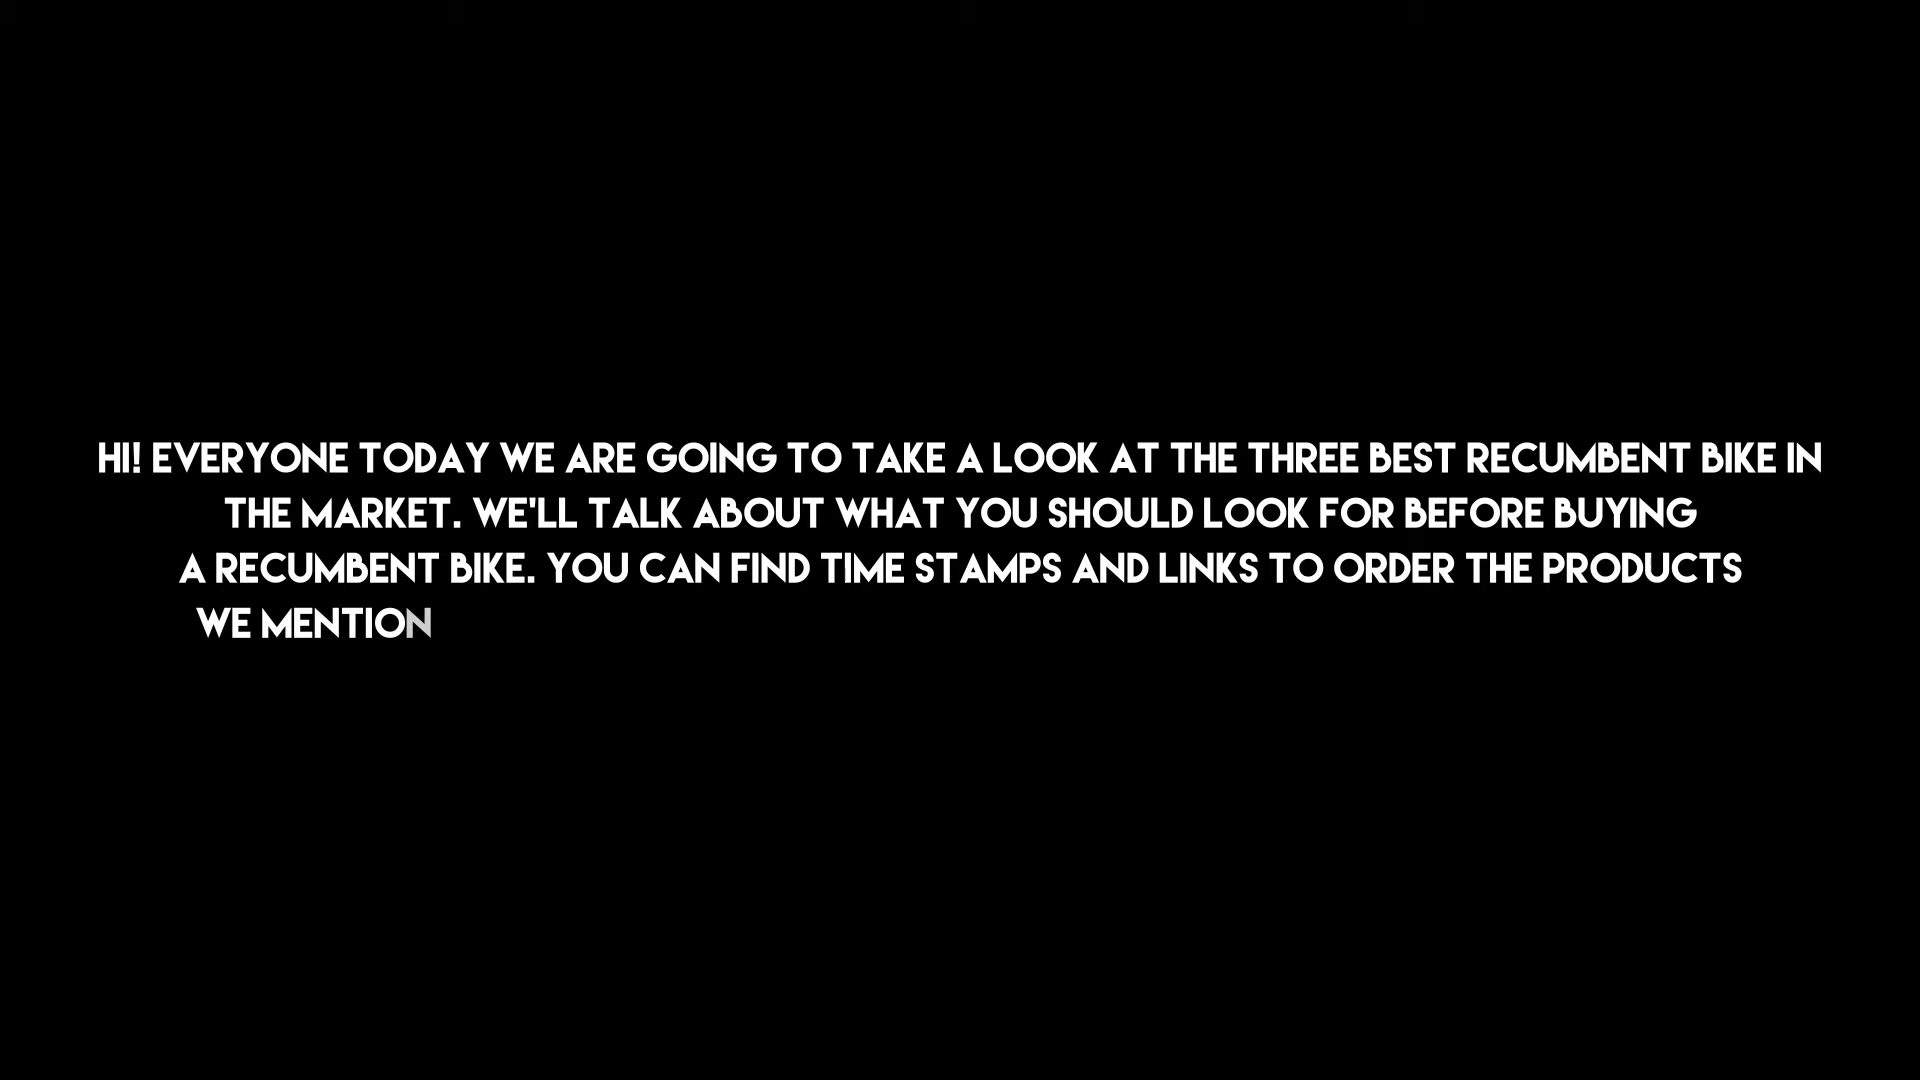 HI! EVERYONE TODAY WE ARE GOING TO TAKE A LOOK AT THE THREE BEST RECUMBENT BIKE IN
THE MARKET. WE'LL TALK ABOUT WHAT YOU SHOULD LOOK FOR BEFORE BUYING
A RECUMBENT BIKE. YOU CAN FIND TIME STAMPS AND LINKS TO ORDER THE PRODUCTS
WE MENTION